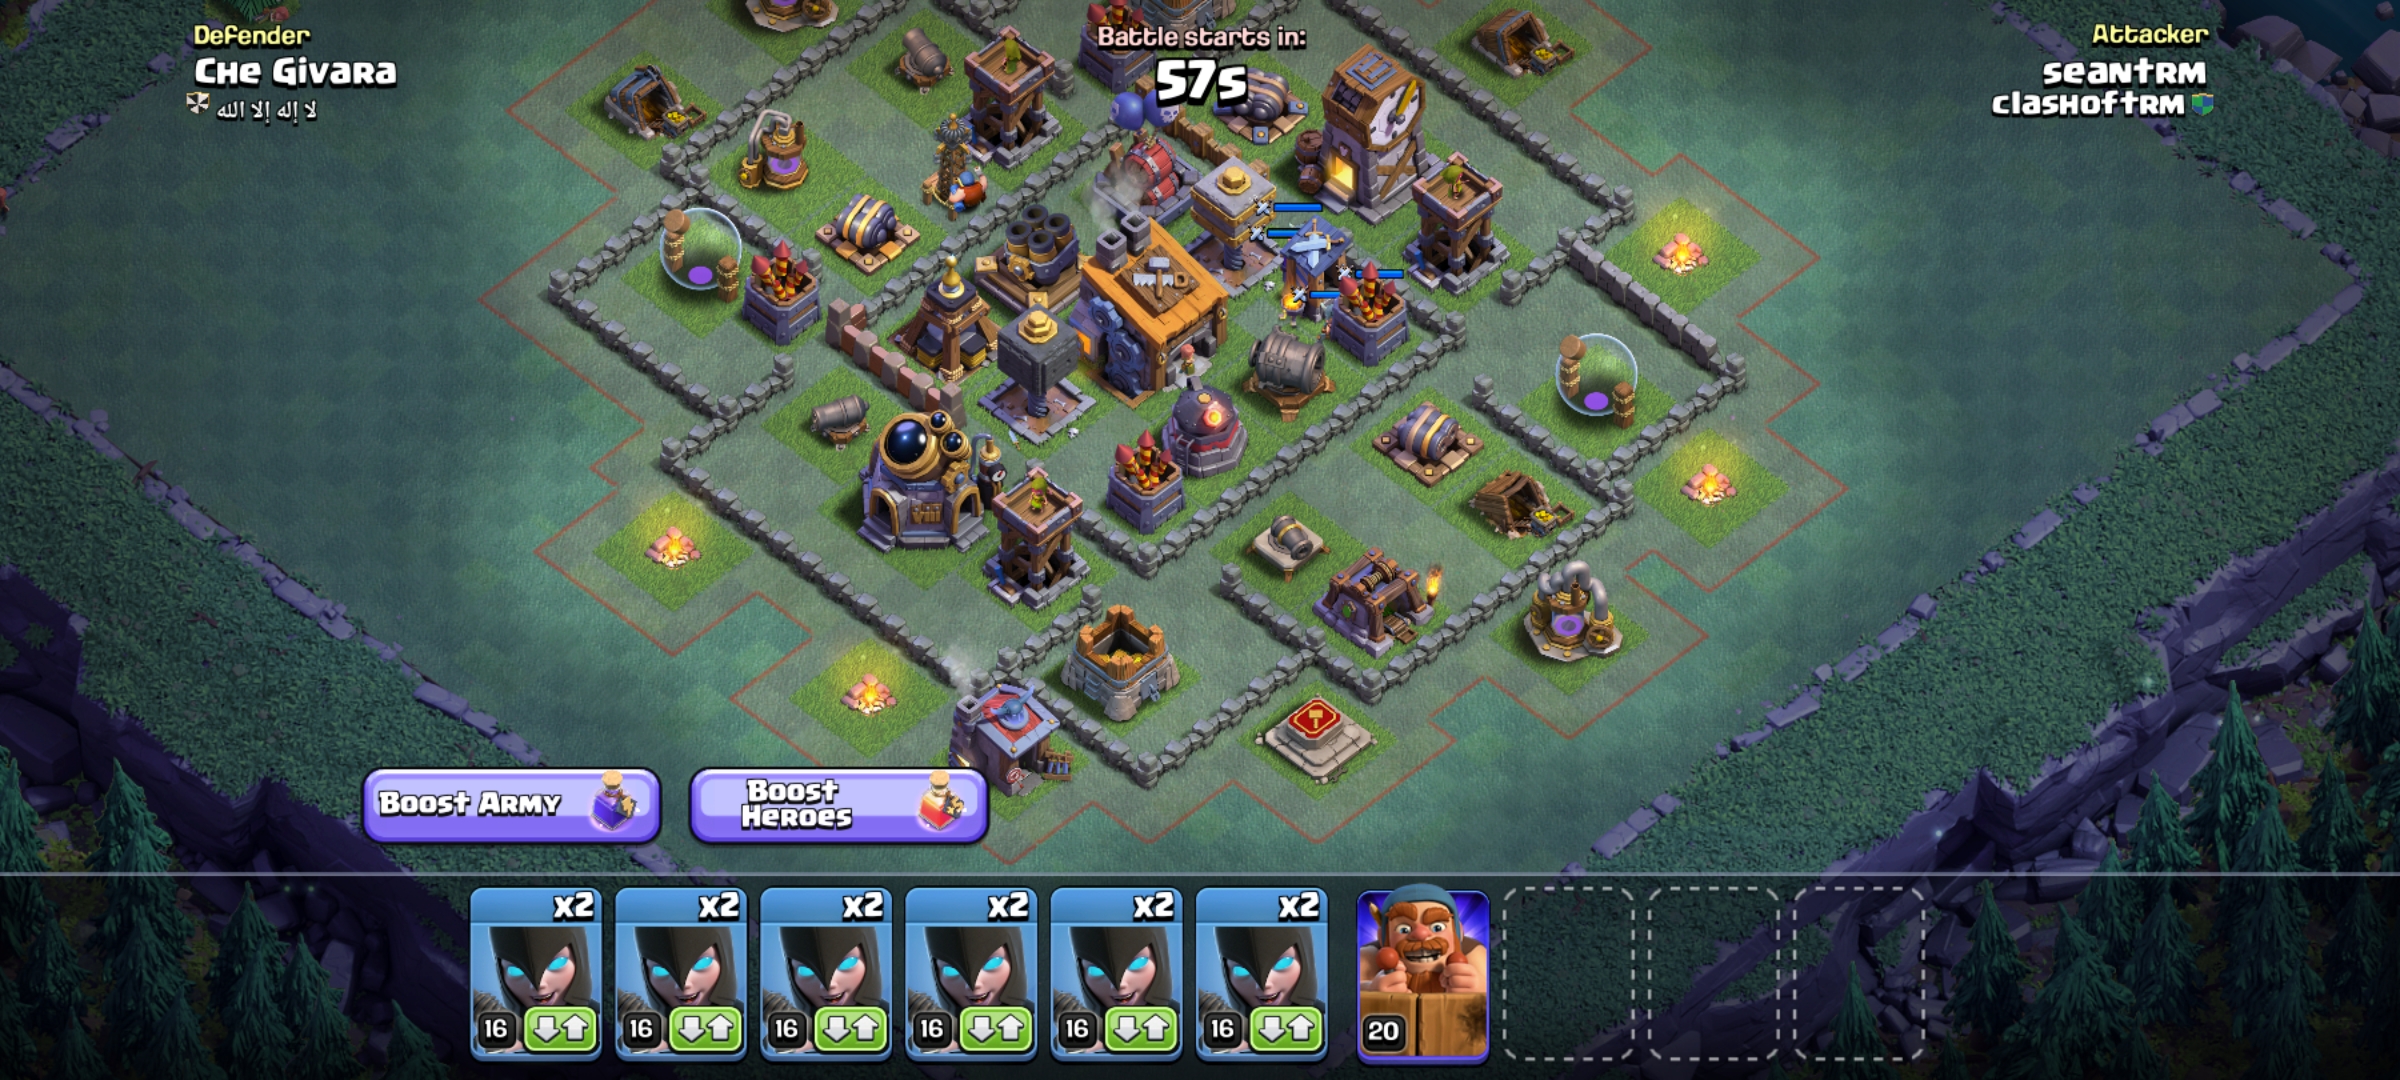 Defender
Che Givara
لا إله إلا الله
Battle starts in:
57s
Attacker
seantrm
clashoftrm
VIII
Boost Army
Boost
Heroes
x2
x2
x2
x2
x2
x2
16
16
16
16
16
16
20